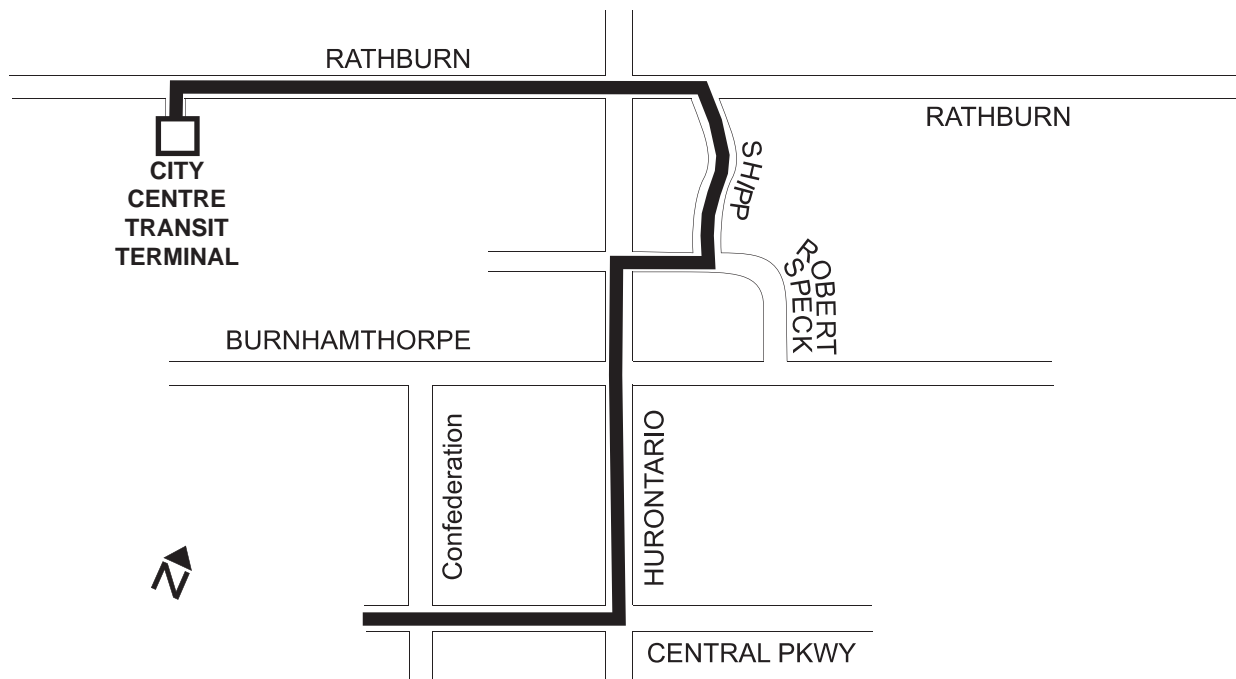 RATHBURN
RATHBURN
CITY
CENTRE
TRANSIT
TERMINAL
SHIPP
ROBERT
SPECK
BURNHAMTHORPE
Confederation
HURONTARIO
N
CENTRAL PKWY